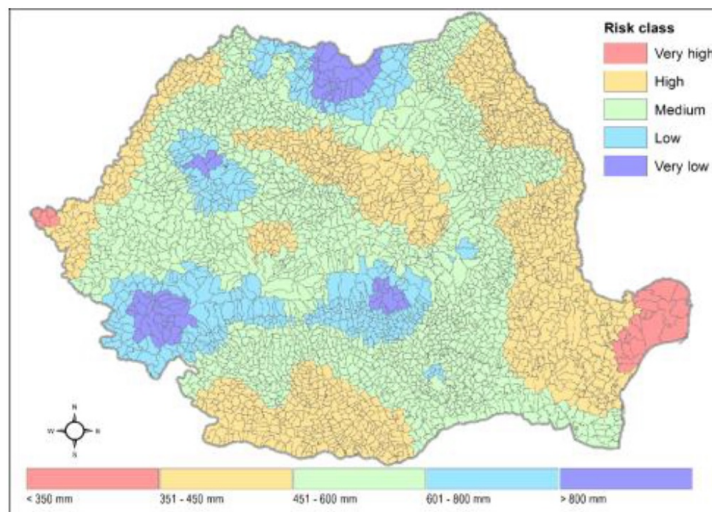 Risk class
Very high
High
Medium
Low
Very low
N
W
S
< 350 mm
351 - 450 mm
451 - 600 mm
601 - 800 mm
> 800 mm